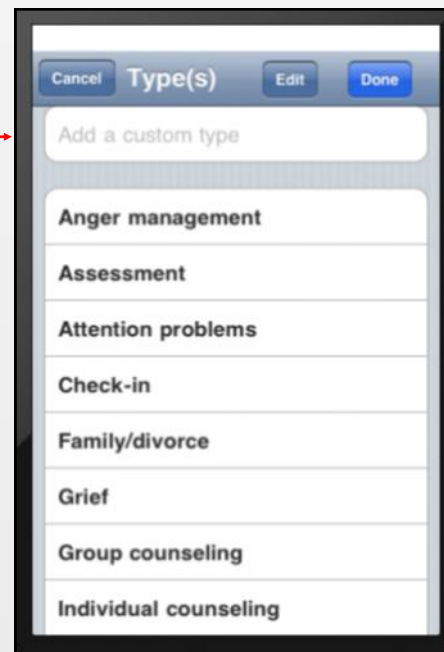 Cancel Type(s) Edit Done
Add a custom type
Anger management
Assessment
Attention problems
Check-in
Family/divorce
Grief
Group counseling
Individual counseling